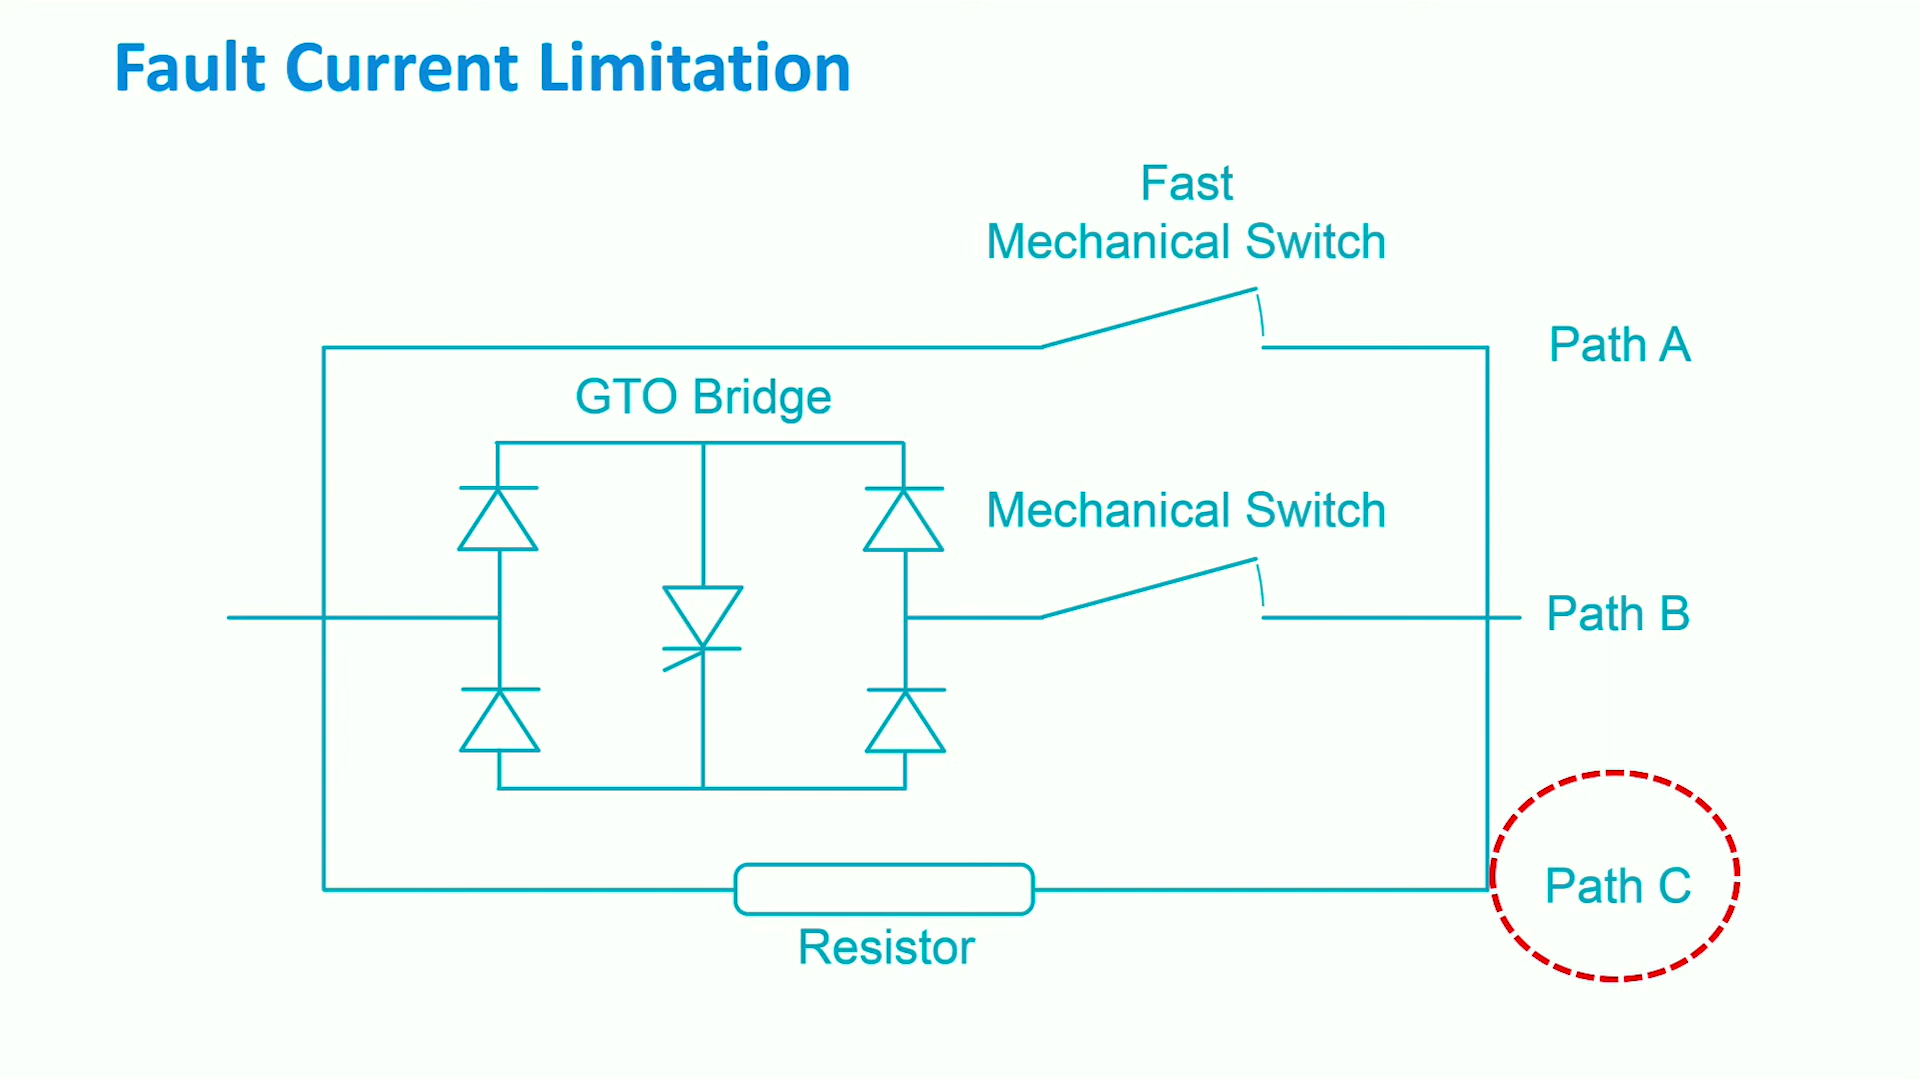 Fault Current Limitation
Fast
Mechanical Switch
Path A
GTO Bridge
Mechanical Switch
Path B
Path C
Resistor